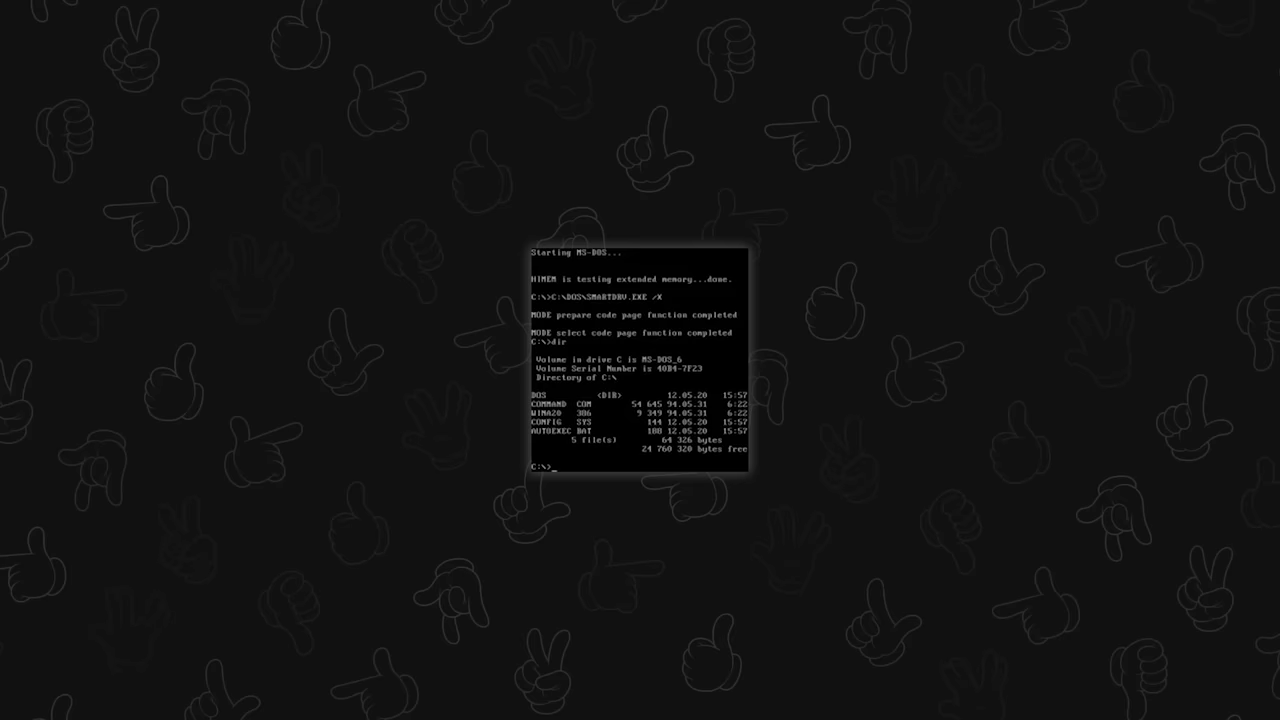 Starting MS-DOS...
HIMEM is testing extended memory...done.
C:\>C:\DOS\SMARTDRV.EXE /X
MODE prepare code page function completed
MODE select code page function completed
C:\>dir
Volume in drive C is MS-DOS_6
Volume Serial Number is 40B4-7F23
Directory of C:\
DOS <DIR> 12.05.20 15:57
COMMAND COM 54 645 94.05.31 6:22
WINA20 386 9 349 94.05.31 6:22
CONFIG SYS 144 12.05.20 15:57
AUTOEXEC BAT 188 12.05.20 15:57
5 file(s) 64 326 bytes
24 760 320 bytes free
C:\>_